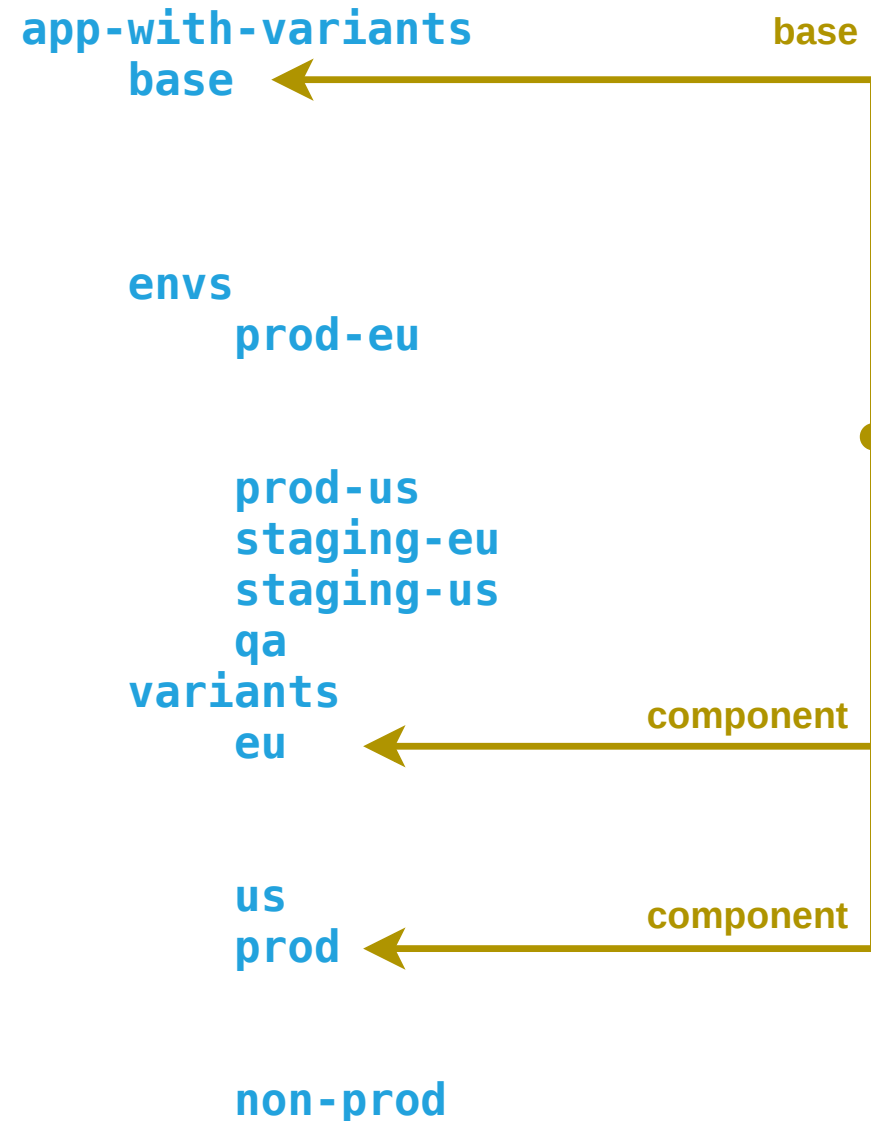 app-with-variants
base
base
envs
prod-eu
prod-us
staging-eu
staging-us
qa
variants
component
eu
us
component
prod
non-prod